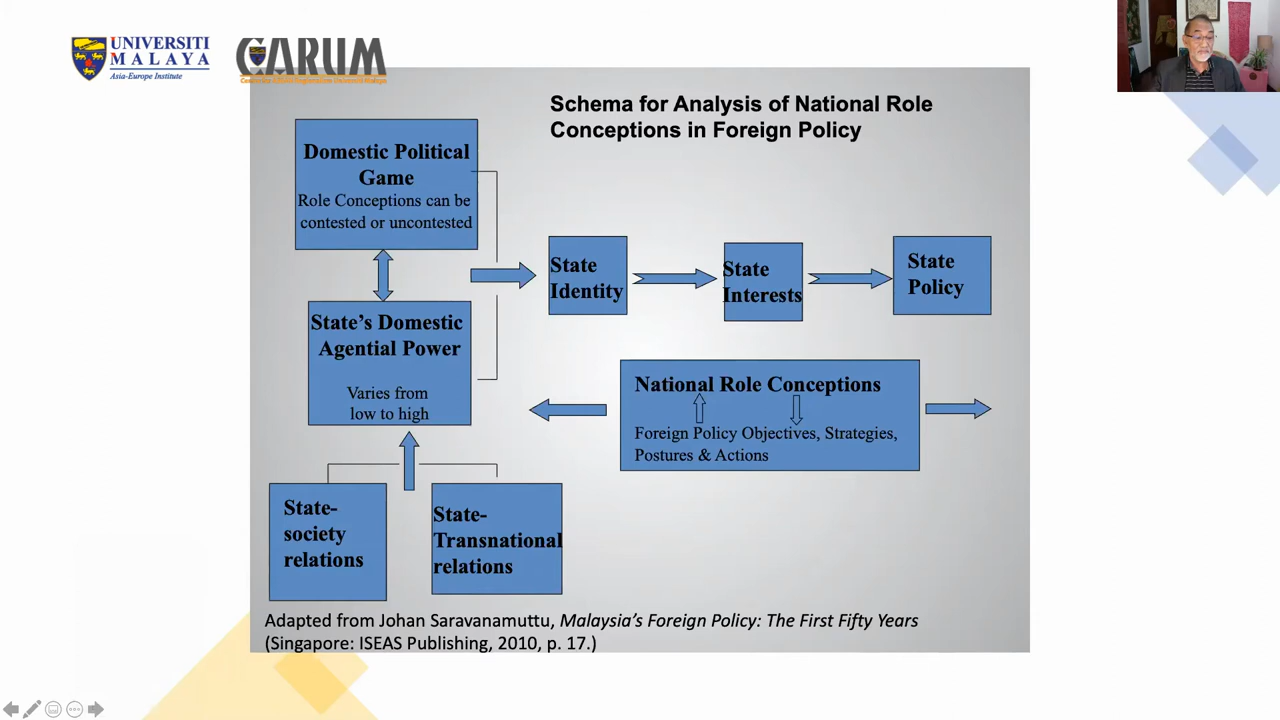 UNIVERSITI
MALAYA
Asia-Europe Institute
CARUM
Schema for Analysis of National Role
Conceptions in Foreign Policy
Domestic Political
Game
Role Conceptions can be
contested or uncontested
State
Identity
State
Interests
State
Policy
State’s Domestic
Agential Power
Varies from
low to high
National Role Conceptions
Foreign Policy Objectives, Strategies,
Postures & Actions
State-
society
relations
State-
Transnational
relations
Adapted from Johan Saravanamuttu, Malaysia’s Foreign Policy: The First Fifty Years
(Singapore: ISEAS Publishing, 2010, p. 17.)